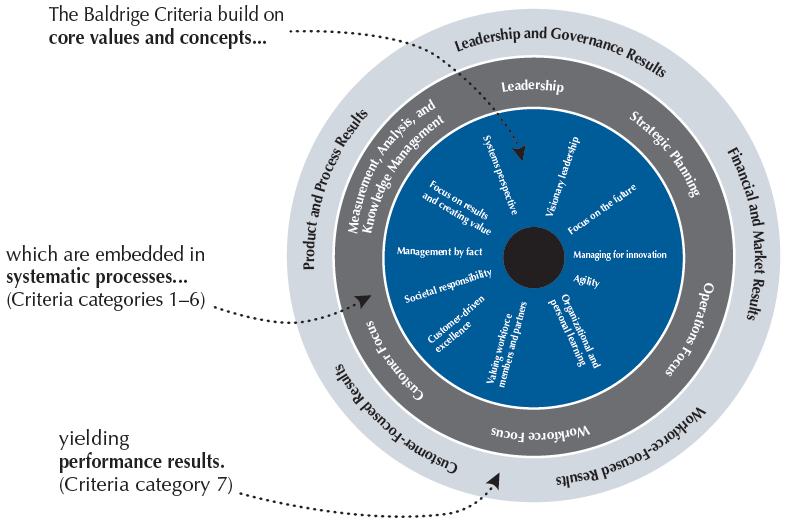 The Baldrige Criteria build on
core values and concepts...
which are embedded in
systematic processes...
(Criteria categories 1–6)
yielding
performance results.
(Criteria category 7)
Leadership and Governance Results
Financial and Market Results
Workforce-Focused Results
Customer-Focused Results
Product and Process Results
Leadership
Strategic Planning
Operations Focus
Workforce Focus
Customer Focus
Measurement, Analysis, and
Knowledge Management
Systems perspective
Visionary leadership
Focus on the future
Managing for innovation
Agility
Organizational and
personal learning
Valuing workforce
members and partners
Customer-driven
excellence
Societal responsibility
Management by fact
Focus on results
and creating value